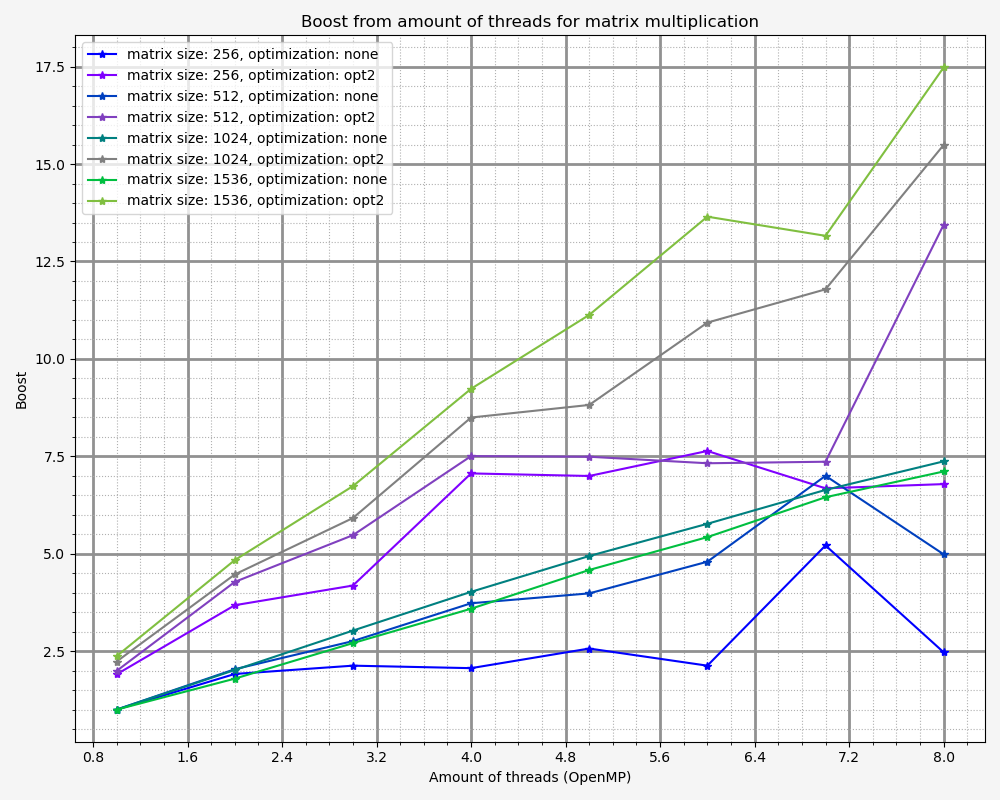 Boost from amount of threads for matrix multiplication
matrix size: 256, optimization: none
matrix size: 256, optimization: opt2
matrix size: 512, optimization: none
matrix size: 512, optimization: opt2
matrix size: 1024, optimization: none
matrix size: 1024, optimization: opt2
matrix size: 1536, optimization: none
matrix size: 1536, optimization: opt2
17.5
15.0
12.5
10.0
7.5
5.0
2.5
Boost
0.8 1.6 2.4 3.2 4.0 4.8 5.6 6.4 7.2 8.0
Amount of threads (OpenMP)